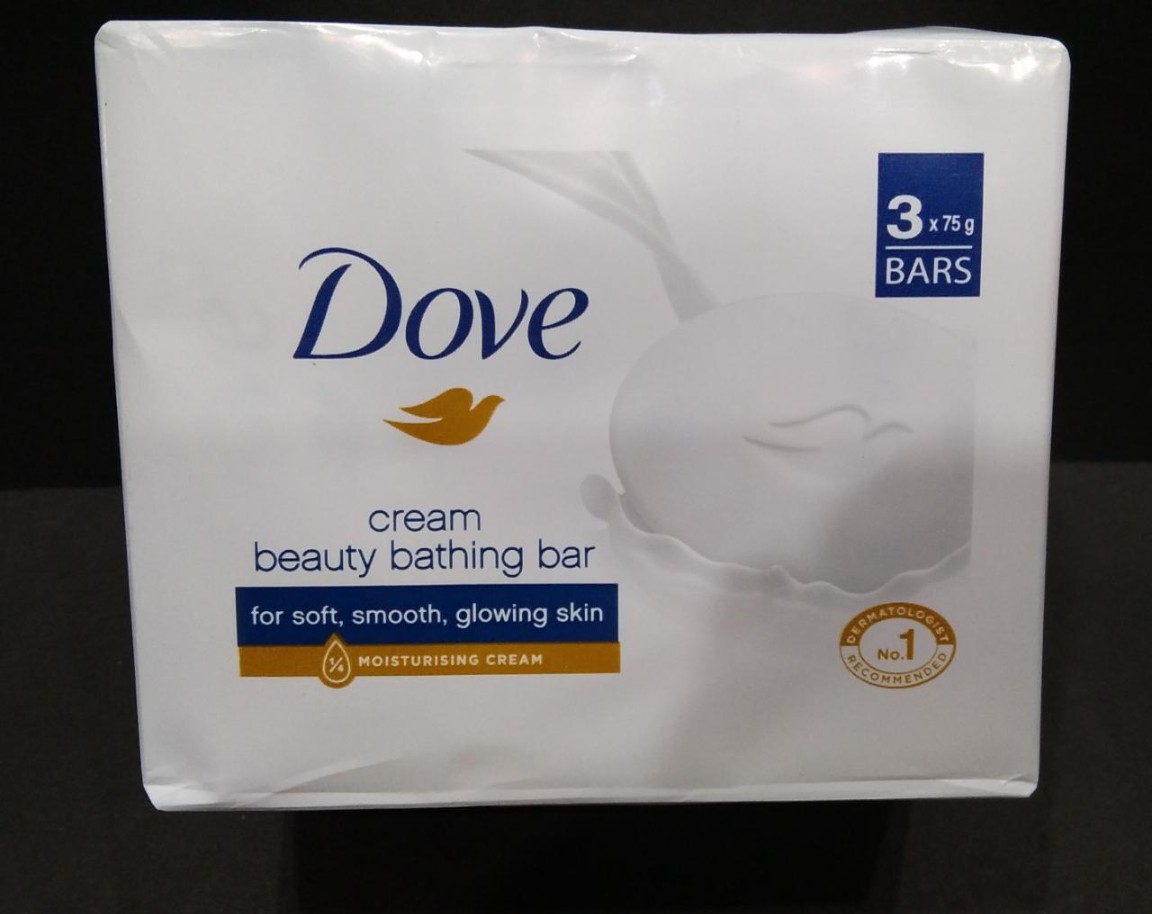 3 x 75 g
BARS
Dove
cream
beauty bathing bar
for soft, smooth, glowing skin
1/4 MOISTURISING CREAM
DERMATOLOGIST
No.1
RECOMMENDED